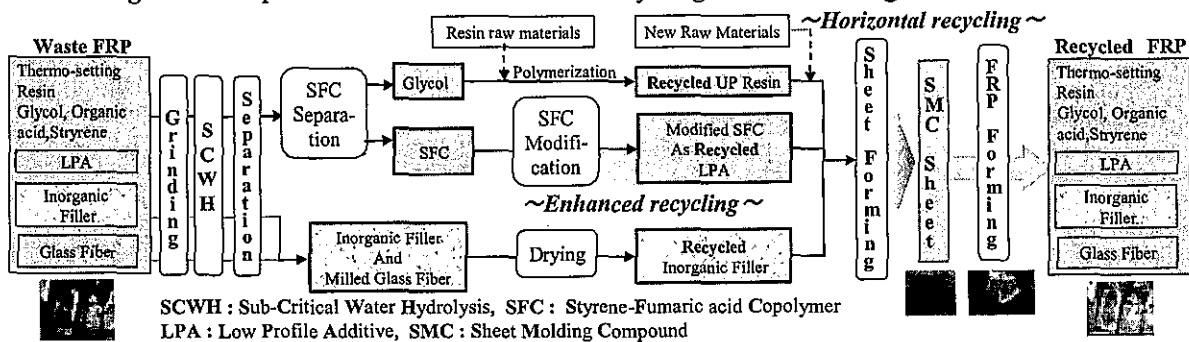 ~Horizontal recycling~
Waste FRP
Thermo-setting
Resin
Glycol, Organic
acid,Stryrene
LPA
Inorganic
Filler
Glass Fiber
Grinding
SCWH
Separation
SFC
Separa-
tion
Resin raw materials
New Raw Materials
Glycol
Polymerization
Recycled UP Resin
SFC
SFC
Modifi-
cation
Modified SFC
As Recycled
LPA
~Enhanced recycling~
Inorganic Filler
And
Milled Glass Fiber
Drying
Recycled
Inorganic Filler
Sheet Forming
SMC Sheet
FRP Forming
Recycled FRP
Thermo-setting
Resin
Glycol, Organic
acid,Stryrene
LPA
Inorganic
Filler
Glass Fiber
SCWH : Sub-Critical Water Hydrolysis, SFC : Styrene-Fumaric acid Copolymer
LPA : Low Profile Additive, SMC : Sheet Molding Compound